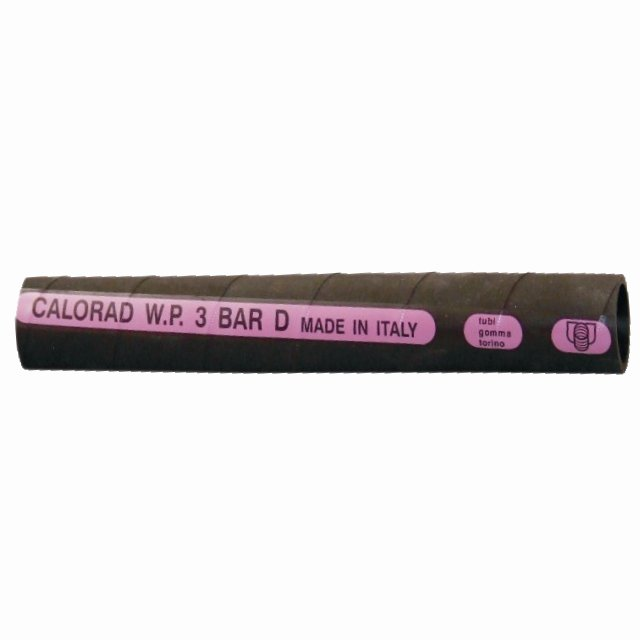 CALORAD W.P. 3 BAR D MADE IN ITALY
tubi
gomma
torino